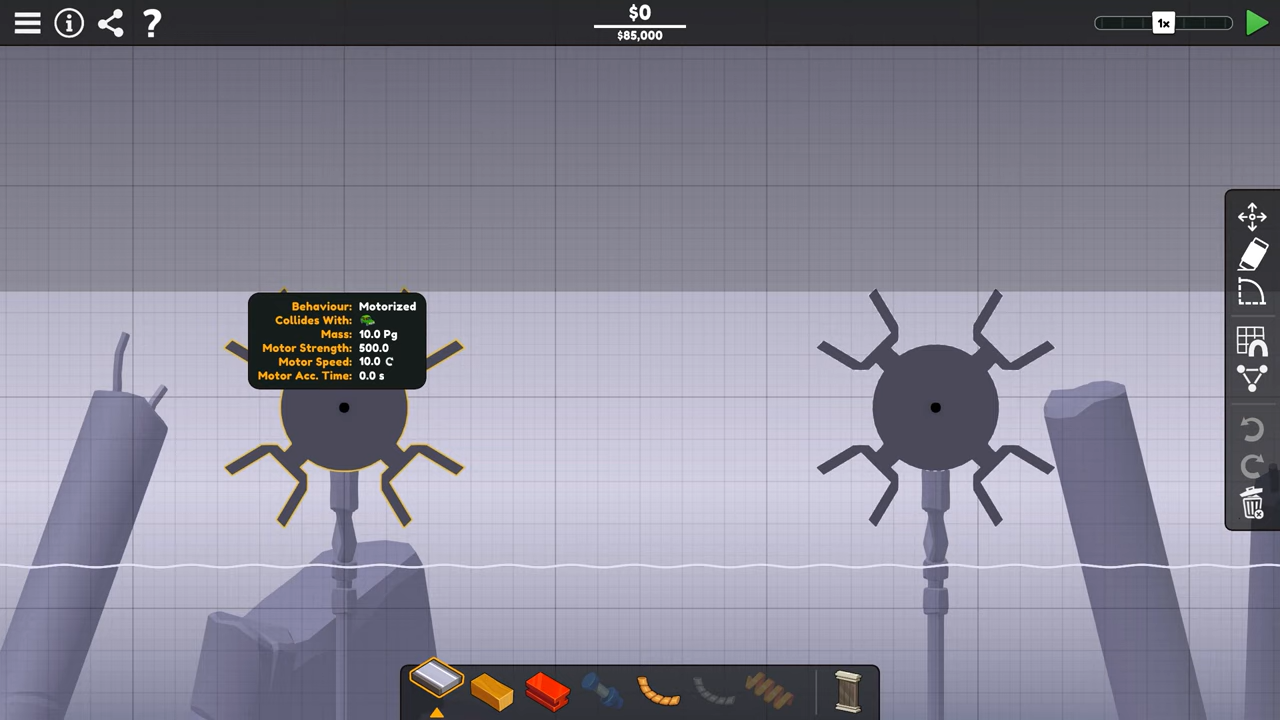 $0
$85,000
1x
Behaviour: Motorized
Collides With:
Mass: 10.0 Pg
Motor Strength: 500.0
Motor Speed: 10.0
Motor Acc. Time: 0.0 s